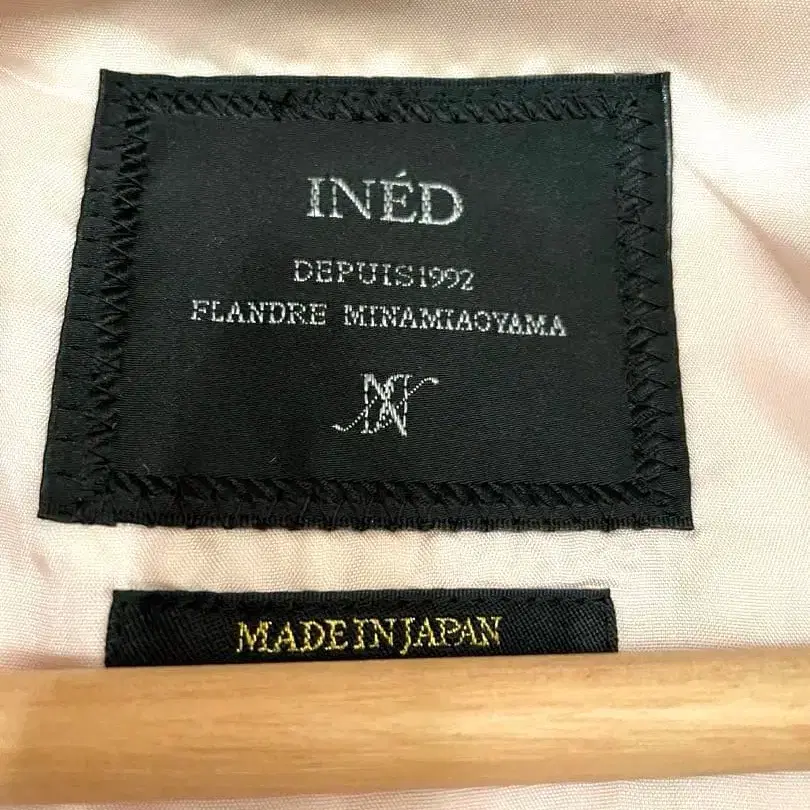 INÉD
DEPUIS1992
FLANDRE MINAMIAOYAMA
MADE IN JAPAN